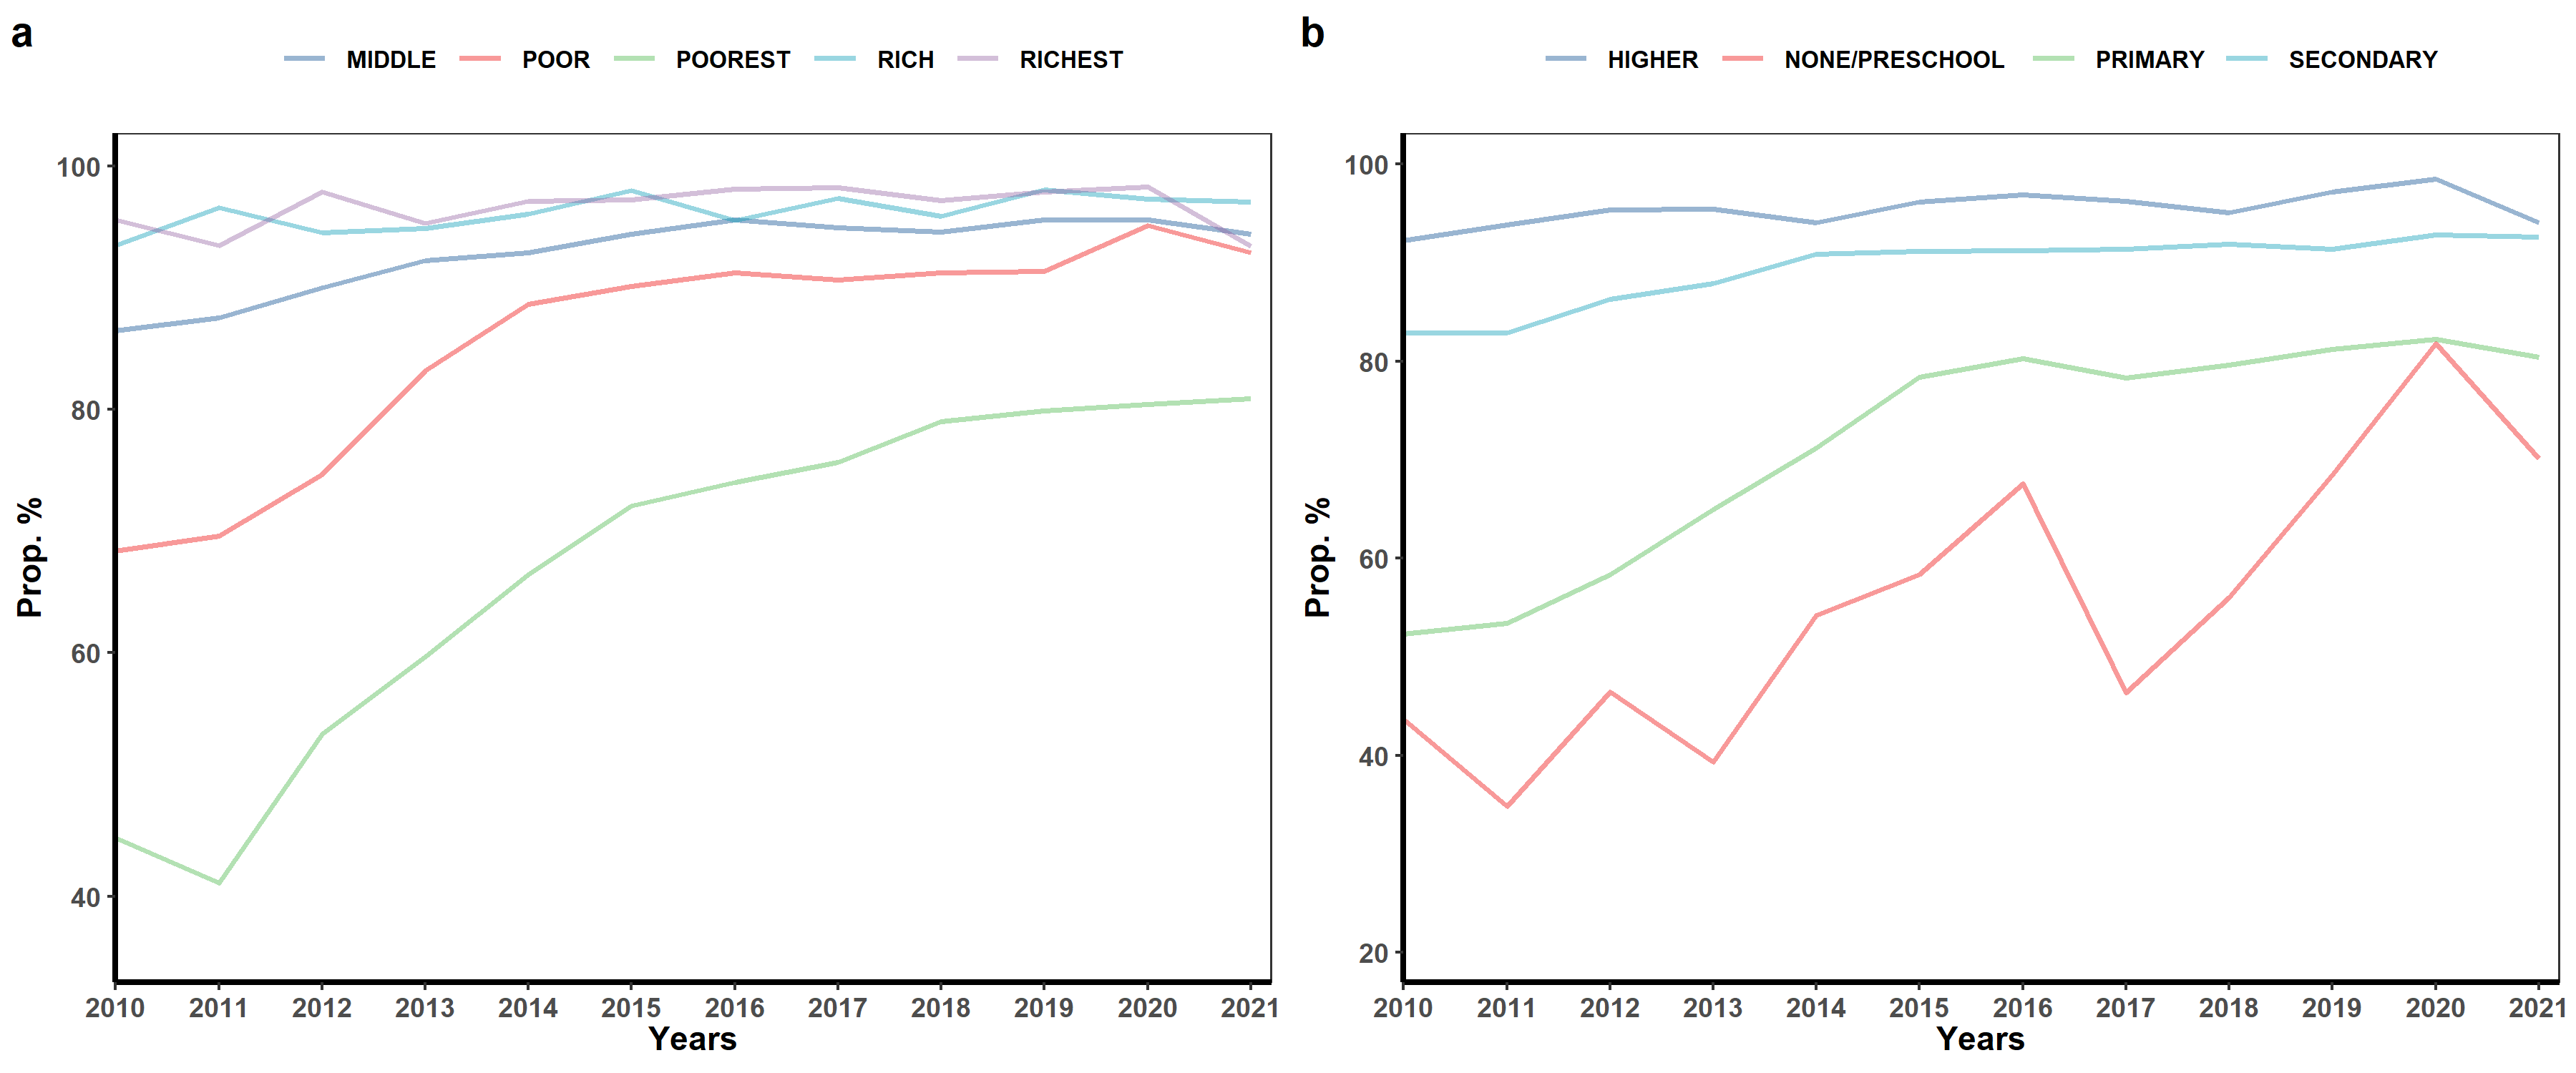 a
MIDDLE POOR POOREST RICH RICHEST
100
80
60
40
Prop. %
2010 2011 2012 2013 2014 2015 2016 2017 2018 2019 2020 2021
Years
b
HIGHER NONE/PRESCHOOL PRIMARY SECONDARY
100
80
60
40
20
Prop. %
2010 2011 2012 2013 2014 2015 2016 2017 2018 2019 2020 2021
Years